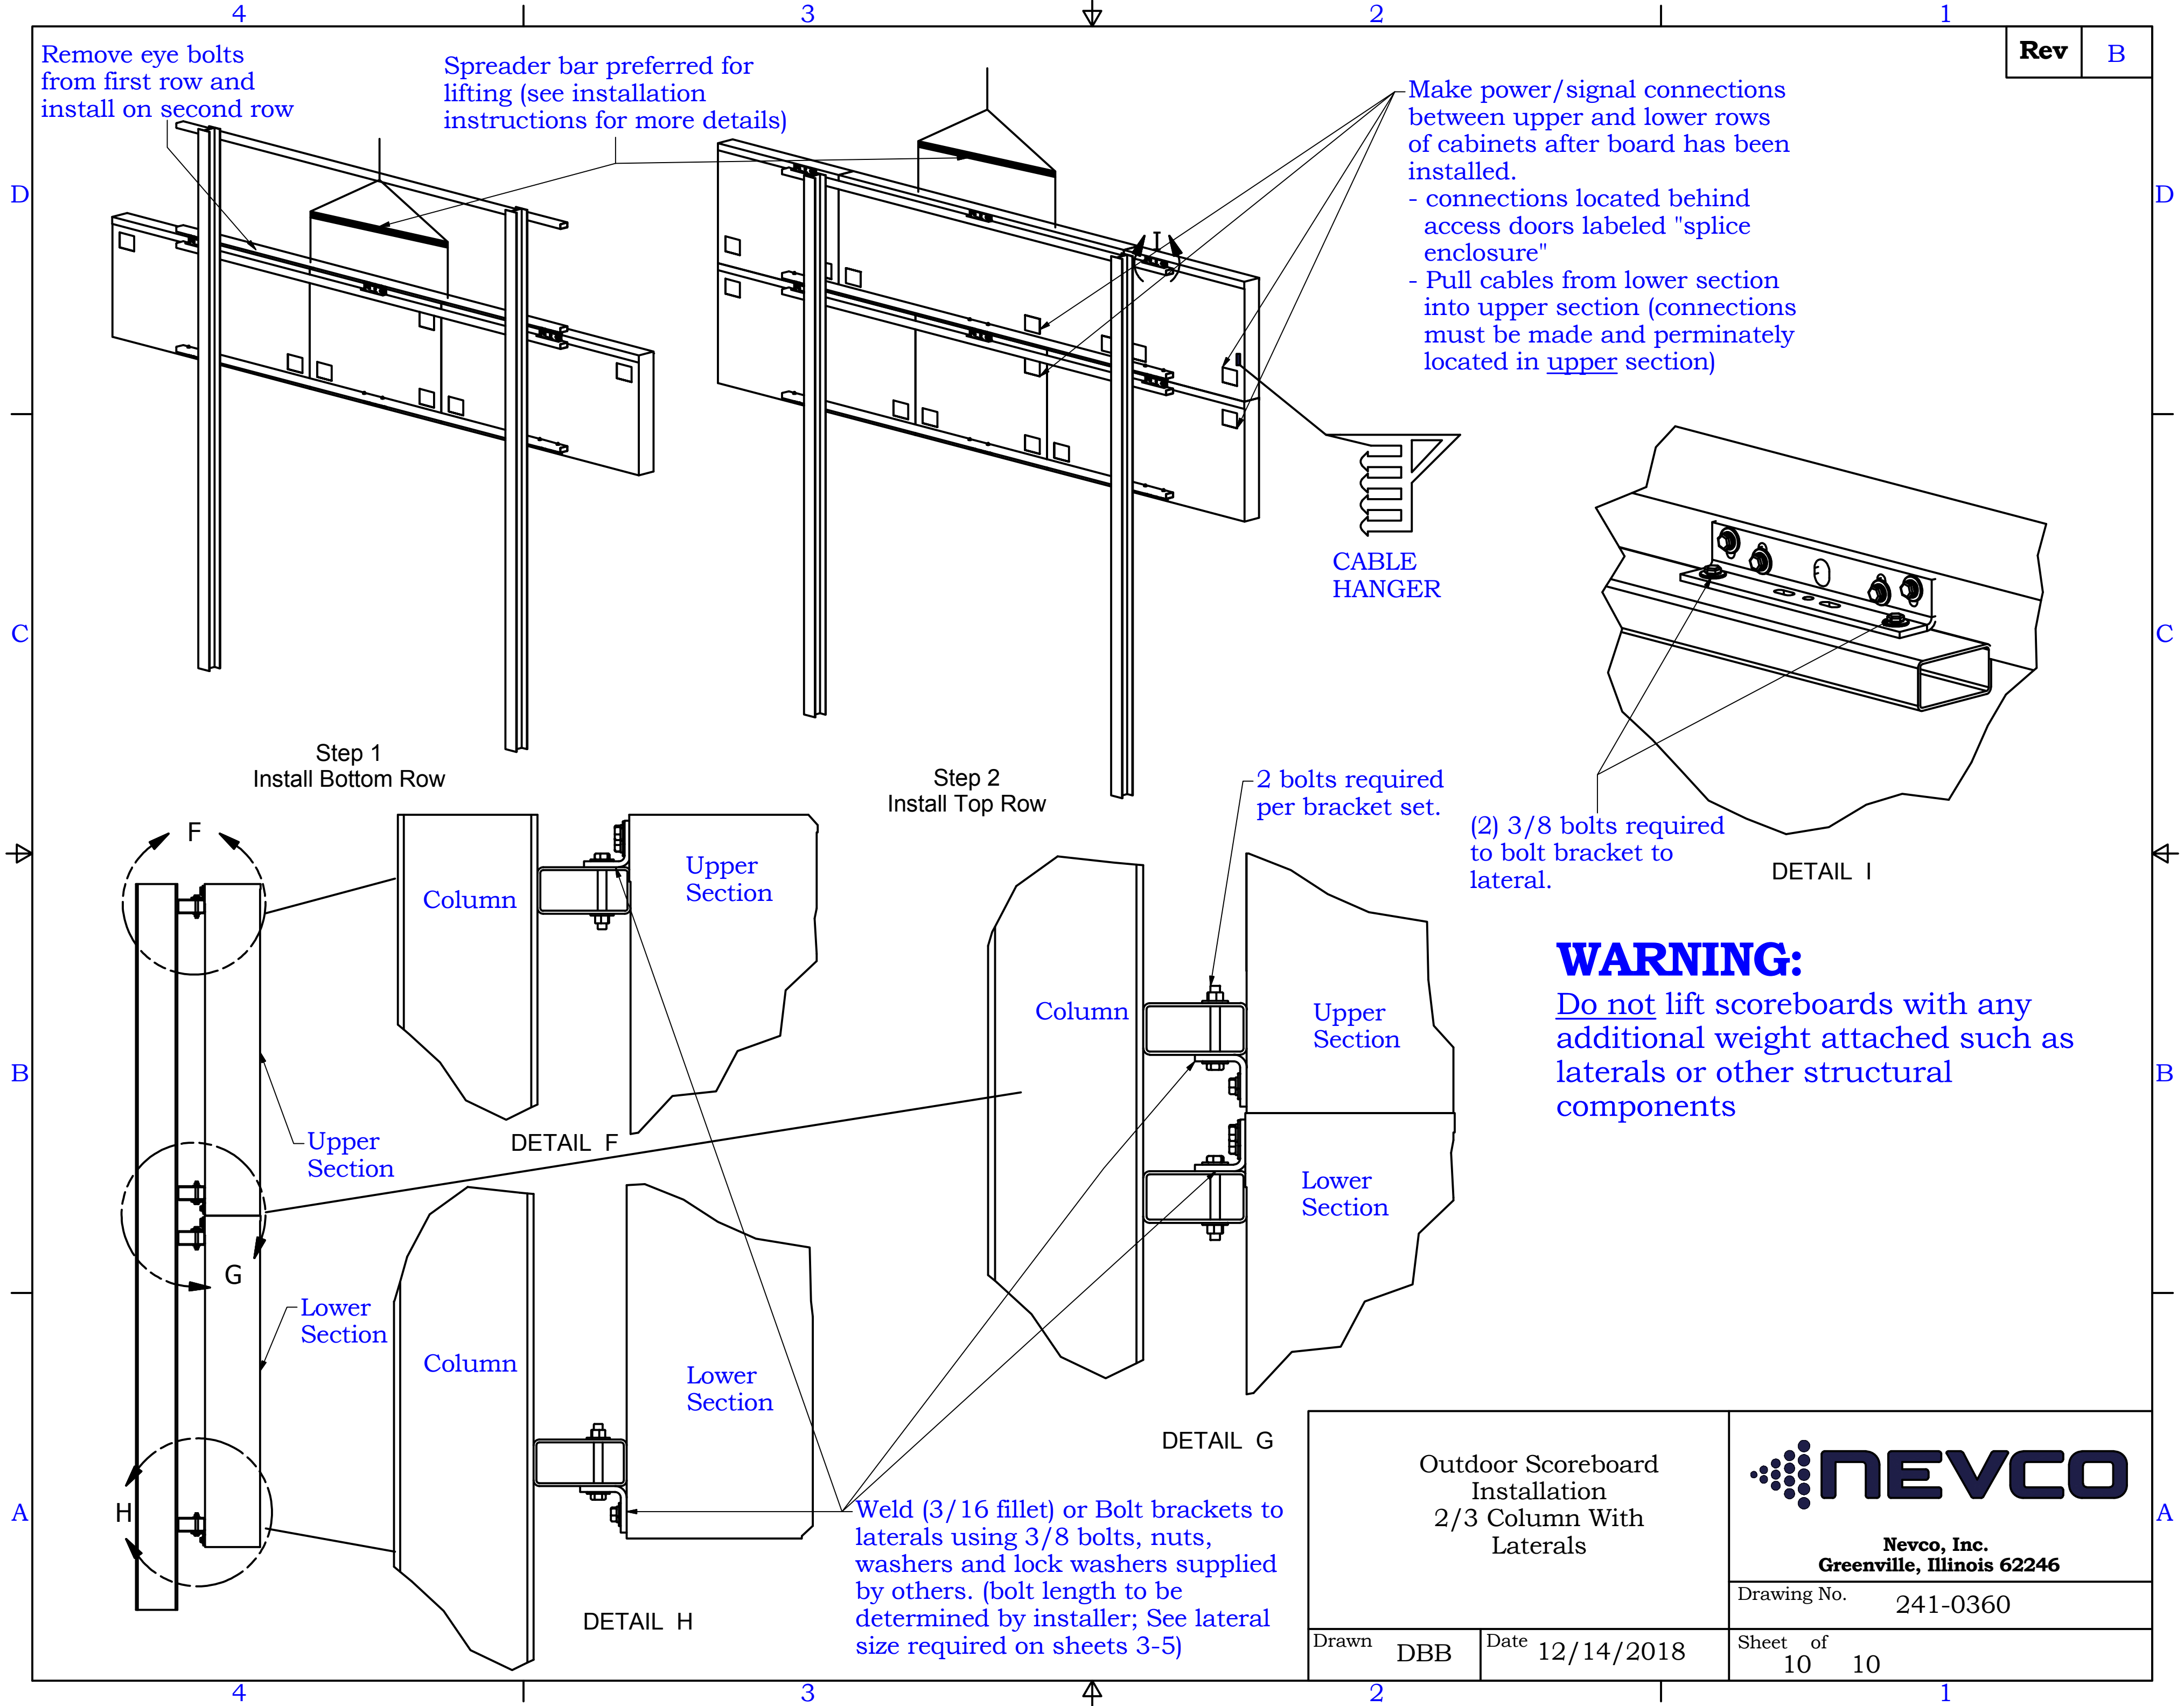 4
3
2
1
Rev B
Remove eye bolts
from first row and
install on second row
Spreader bar preferred for
lifting (see installation
instructions for more details)
Make power/signal connections
between upper and lower rows
of cabinets after board has been
installed.
- connections located behind
access doors labeled "splice
enclosure"
- Pull cables from lower section
into upper section (connections
must be made and perminately
located in upper section)
D
D
I
CABLE
HANGER
C
C
Step 1
Install Bottom Row
Step 2
Install Top Row
2 bolts required
per bracket set.
(2) 3/8 bolts required
to bolt bracket to
lateral.
DETAIL I
F
Column
Upper
Section
Upper
Section
DETAIL F
Column
Upper
Section
Lower
Section
DETAIL G
WARNING:
Do not lift scoreboards with any
additional weight attached such as
laterals or other structural
components
B
B
G
Lower
Section
Column
Lower
Section
H
DETAIL H
Weld (3/16 fillet) or Bolt brackets to
laterals using 3/8 bolts, nuts,
washers and lock washers supplied
by others. (bolt length to be
determined by installer; See lateral
size required on sheets 3-5)
A
A
Outdoor Scoreboard
Installation
2/3 Column With
Laterals
NEVCO
Nevco, Inc.
Greenville, Illinois 62246
Drawing No. 241-0360
Drawn DBB
Date 12/14/2018
Sheet of
10 10
4
3
2
1